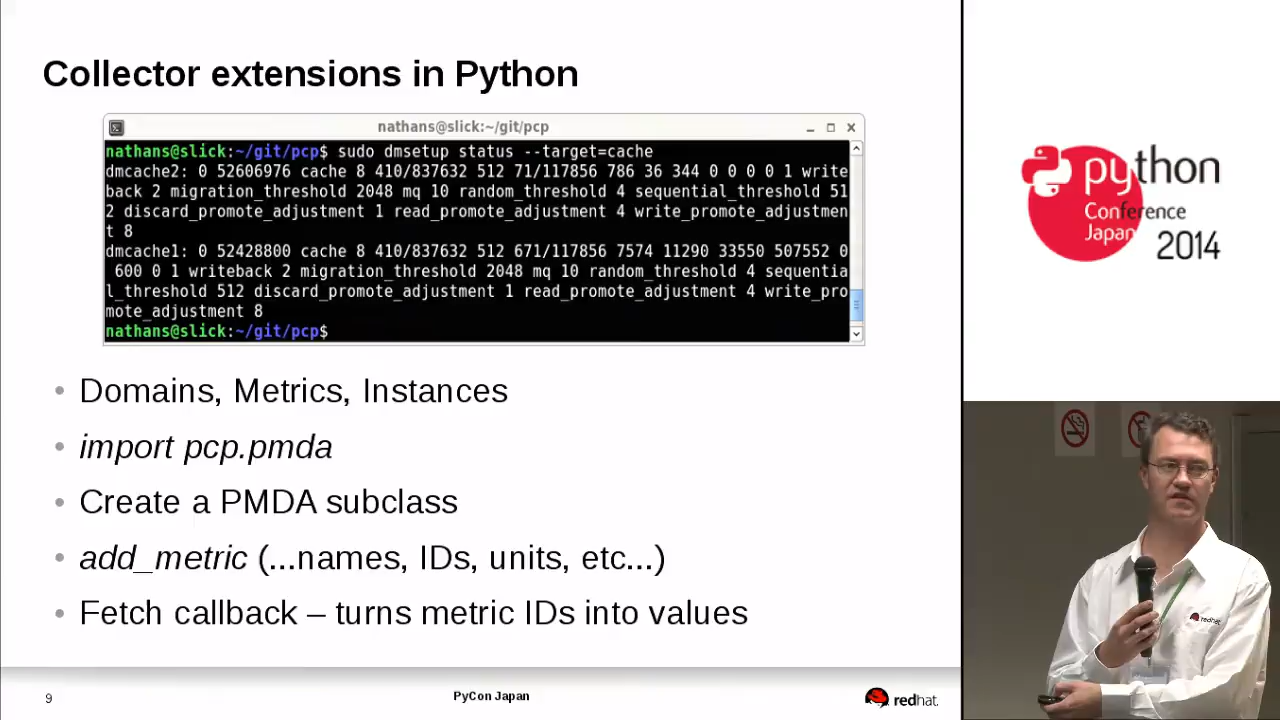 Collector extensions in Python
nathans@slick:~/git/pcp
nathans@slick:~/git/pcp$ sudo dmsetup status --target=cache
dmcache2: 0 52606976 cache 8 410/837632 512 71/117856 786 36 344 0 0 0 0 1 write
back 2 migration_threshold 2048 mq 10 random_threshold 4 sequential_threshold 51
2 discard_promote_adjustment 1 read_promote_adjustment 4 write_promote_adjustmen
t 8
dmcache1: 0 52428800 cache 8 410/837632 512 671/117856 7574 11290 33550 507552 0
 600 0 1 writeback 2 migration_threshold 2048 mq 10 random_threshold 4 sequentia
l_threshold 512 discard_promote_adjustment 1 read_promote_adjustment 4 write_pro
mote_adjustment 8
nathans@slick:~/git/pcp$
• Domains, Metrics, Instances
• import pcp.pmda
• Create a PMDA subclass
• add_metric (...names, IDs, units, etc...)
• Fetch callback – turns metric IDs into values
9
PyCon Japan
redhat.
python
Conference
Japan
2014
redhat